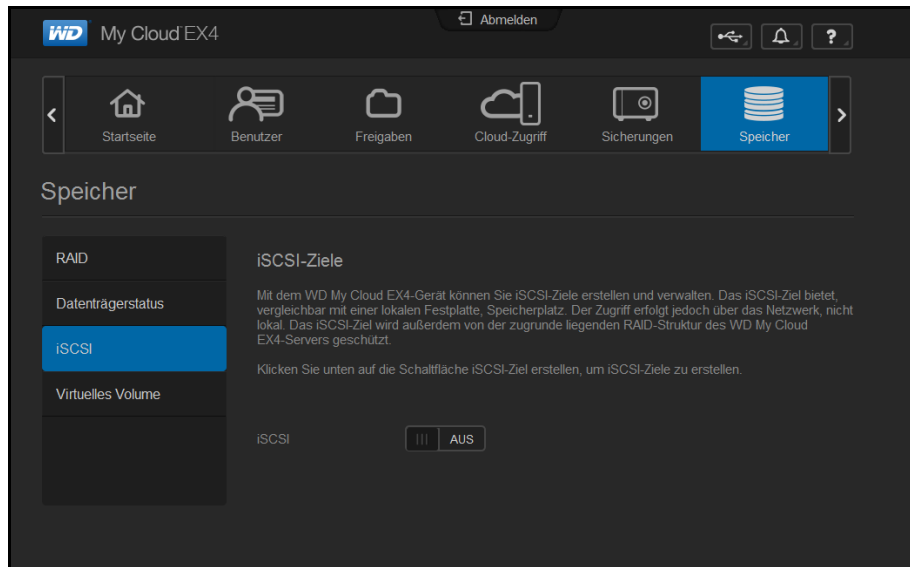 WD My Cloud EX4
Abmelden
?
Startseite
Benutzer
Freigaben
Cloud-Zugriff
Sicherungen
Speicher
Speicher
RAID
Datenträgerstatus
iSCSI
Virtuelles Volume
iSCSI-Ziele
Mit dem WD My Cloud EX4-Gerät können Sie iSCSI-Ziele erstellen und verwalten. Das iSCSI-Ziel bietet,
vergleichbar mit einer lokalen Festplatte, Speicherplatz. Der Zugriff erfolgt jedoch über das Netzwerk, nicht
lokal. Das iSCSI-Ziel wird außerdem von der zugrunde liegenden RAID-Struktur des WD My Cloud
EX4-Servers geschützt.
Klicken Sie unten auf die Schaltfläche iSCSI-Ziel erstellen, um iSCSI-Ziele zu erstellen.
iSCSI
AUS